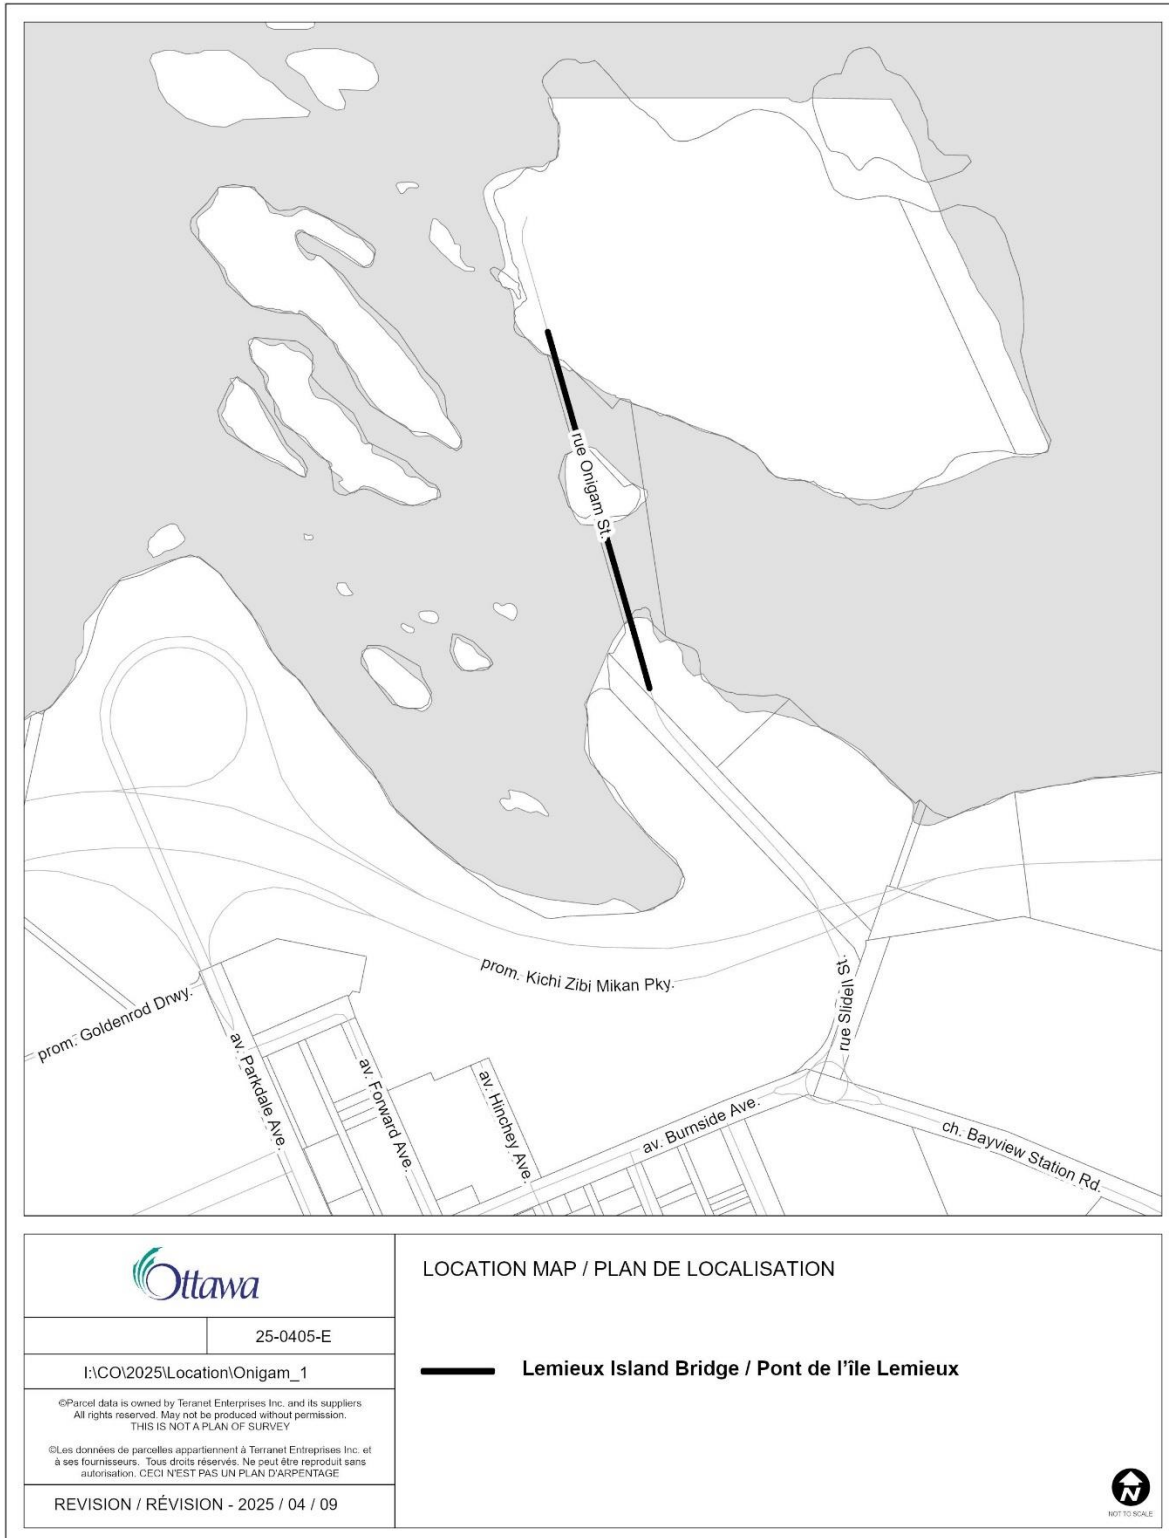 rue Onigam St.
prom. Kichi Zibi Mikan Pky.
rue Slidell St.
prom. Goldenrod Drwy.
av. Parkdale Ave.
av. Forward Ave.
av. Hinchey Ave.
av. Burnside Ave.
ch. Bayview Station Rd.
Ottawa
25-0405-E
I:\CO\2025\Location\Onigam_1
©Parcel data is owned by Teranet Enterprises Inc. and its suppliers
All rights reserved. May not be produced without permission.
THIS IS NOT A PLAN OF SURVEY
©Les données de parcelles appartiennent à Terranet Entreprises Inc. et
à ses fournisseurs. Tous droits réservés. Ne peut être reproduit sans
autorisation. CECI N'EST PAS UN PLAN D'ARPENTAGE
REVISION / RÉVISION - 2025 / 04 / 09
LOCATION MAP / PLAN DE LOCALISATION
Lemieux Island Bridge / Pont de l’île Lemieux
N
NOT TO SCALE